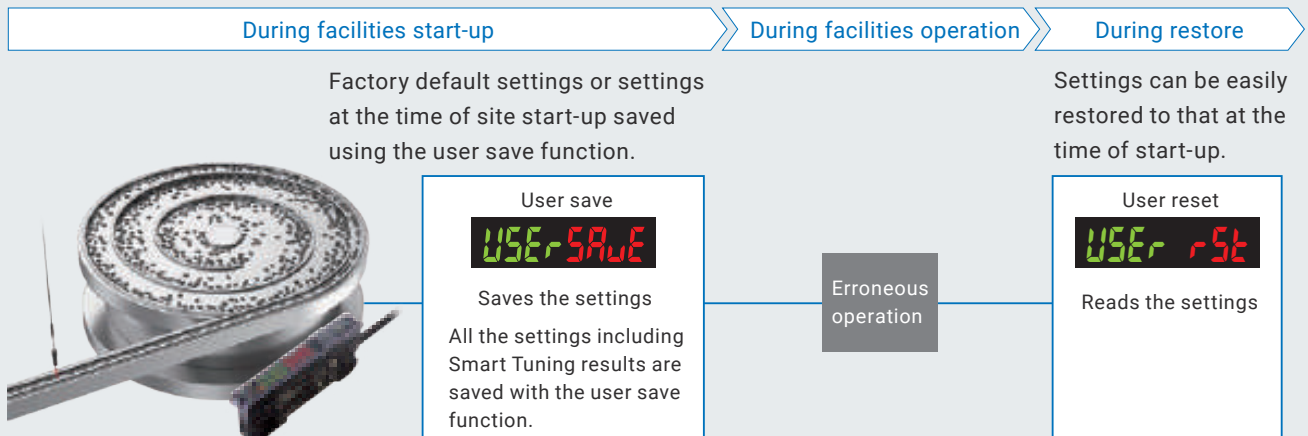 During facilities start-up
During facilities operation
During restore
Factory default settings or settings
at the time of site start-up saved
using the user save function.
Settings can be easily
restored to that at the
time of start-up.
User save
USEr SAvE
Saves the settings
All the settings including
Smart Tuning results are
saved with the user save
function.
Erroneous
operation
User reset
USEr rSt
Reads the settings